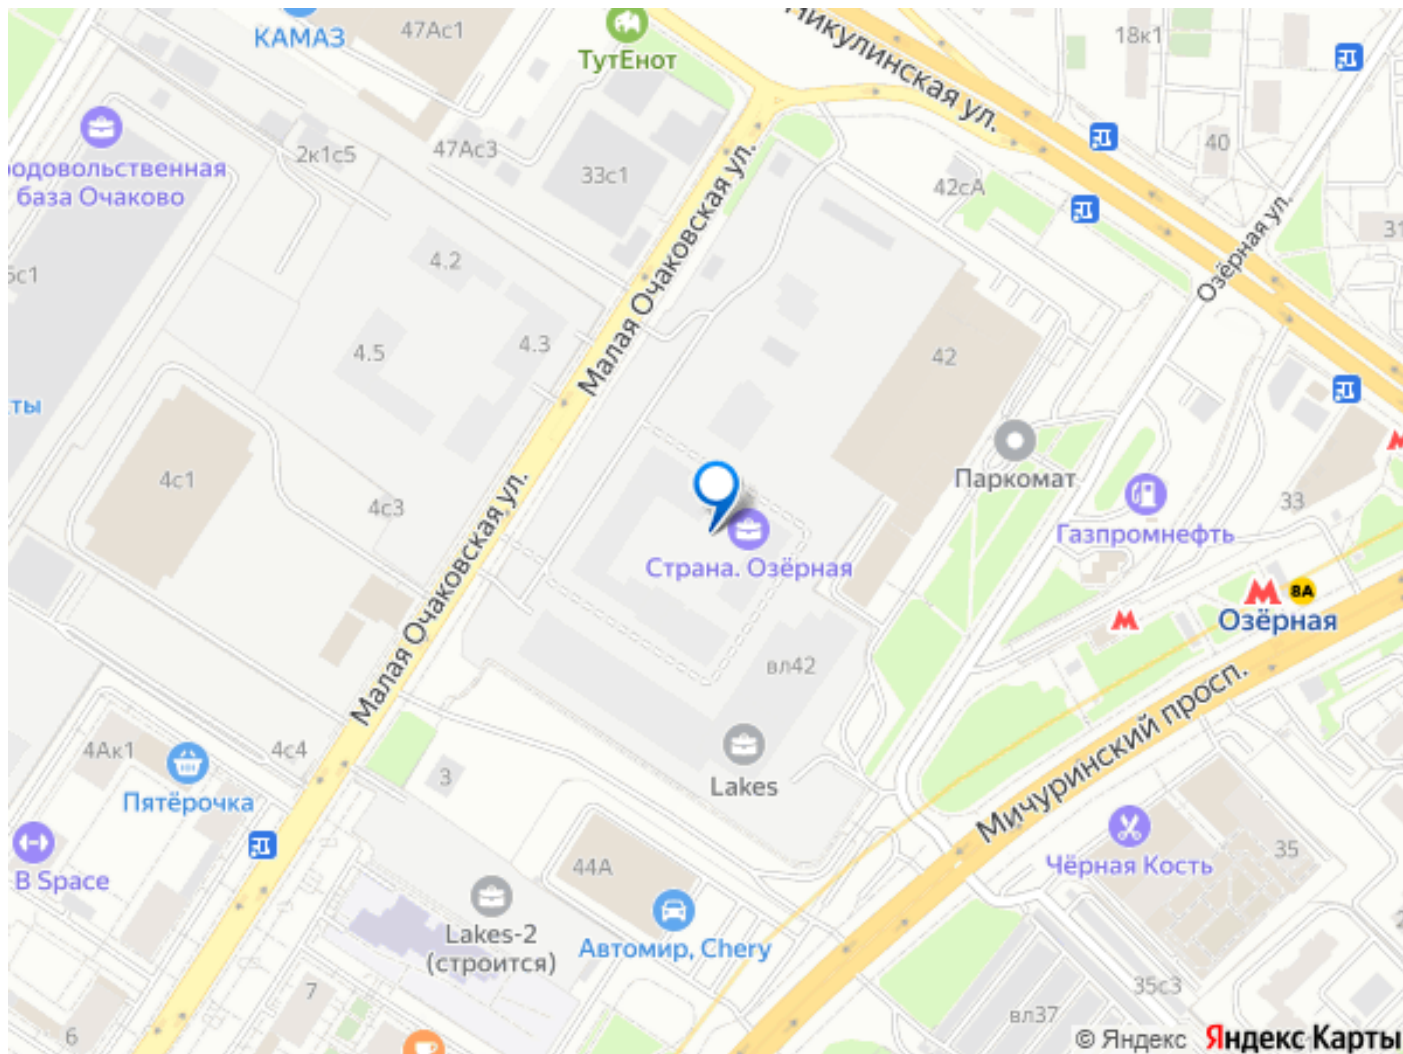 КАМАЗ
47Ас1
ТутЕнот
Никулинская ул.
18к1
одовольственная
база Очаково
2к1с5
47Ас3
33с1
42сА
40
31
Озёрная ул.
Малая Очаковская ул.
4.2
4.5
4.3
42
4с1
4с3
Паркомат
Газпромнефть
33
Страна. Озёрная
8А
Озёрная
вл42
Малая Очаковская ул.
Мичуринский просп.
4Ак1
4с4
Пятёрочка
3
Lakes
B Space
44А
Чёрная Кость
35
Lakes-2
(строится)
Автомир, Chery
7
6
35с3
вл37
© Яндекс
Яндекс Карты